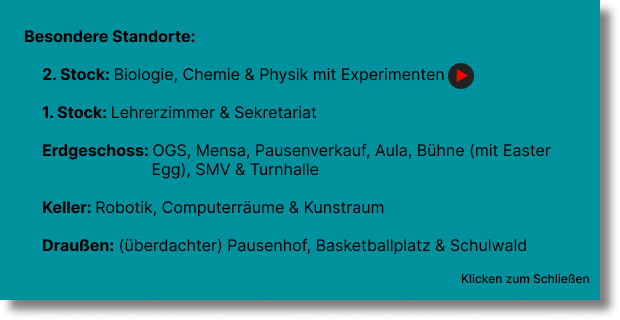 Besondere Standorte:
2. Stock: Biologie, Chemie & Physik mit Experimenten
1. Stock: Lehrerzimmer & Sekretariat
Erdgeschoss: OGS, Mensa, Pausenverkauf, Aula, Bühne (mit Easter
Egg), SMV & Turnhalle
Keller: Robotik, Computerräume & Kunstraum
Draußen: (überdachter) Pausenhof, Basketballplatz & Schulwald
Klicken zum Schließen